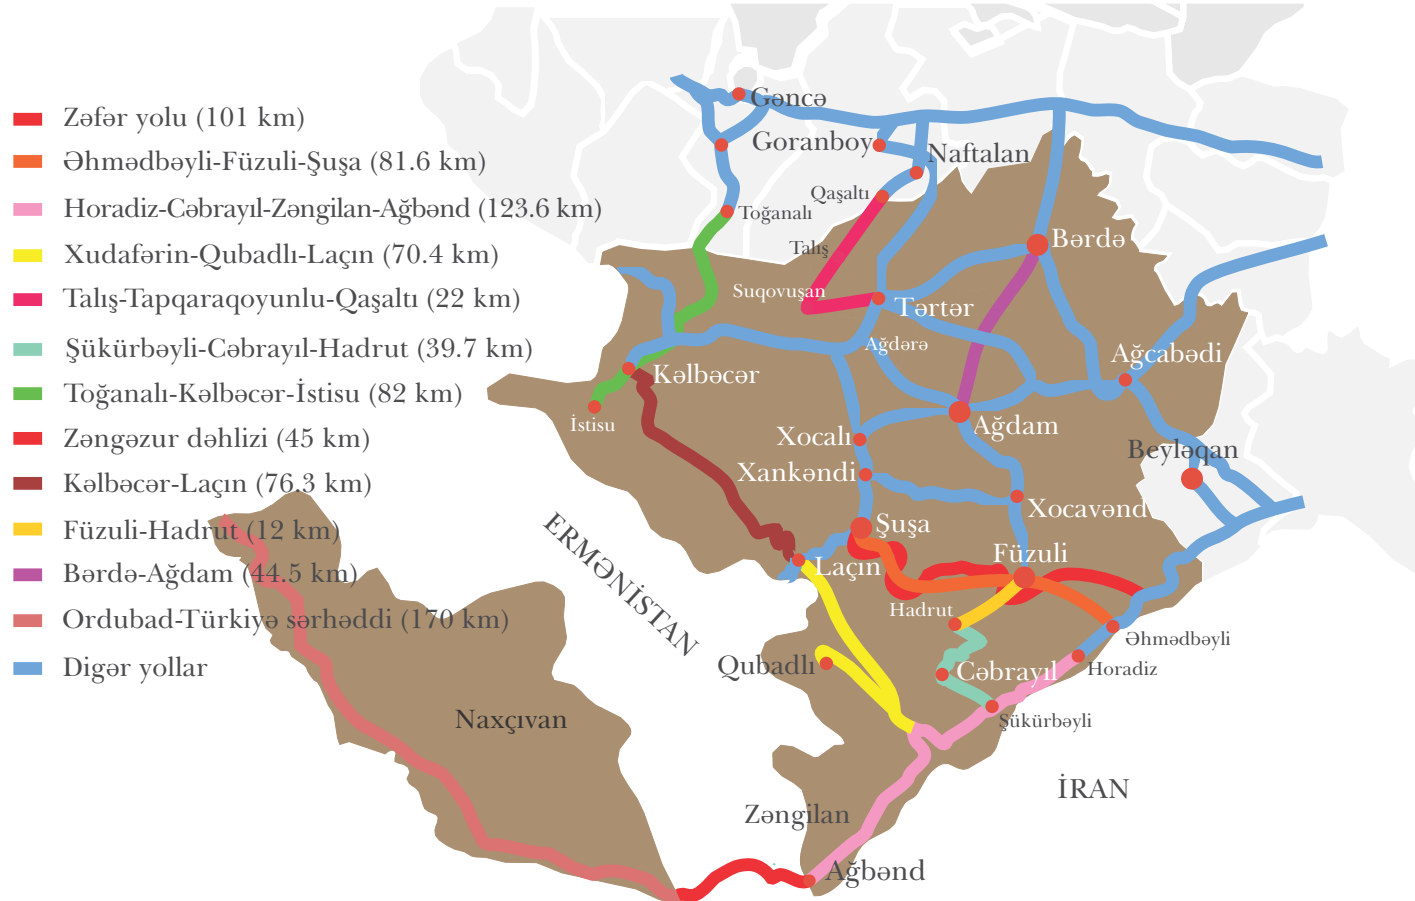 Zəfər yolu (101 km)
Əhmədbəyli-Füzuli-Şuşa (81.6 km)
Horadiz-Cəbrayıl-Zəngilan-Ağbənd (123.6 km)
Xudafərin-Qubadlı-Laçın (70.4 km)
Talış-Tapqaraqoyunlu-Qaşaltı (22 km)
Şükürbəyli-Cəbrayıl-Hadrut (39.7 km)
Toğanalı-Kəlbəcər-İstisu (82 km)
Zəngəzur dəhlizi (45 km)
Kəlbəcər-Laçın (76.3 km)
Füzuli-Hadrut (12 km)
Bərdə-Ağdam (44.5 km)
Ordubad-Türkiyə sərhəddi (170 km)
Digər yollar
Gəncə
Goranboy
Naftalan
Qaşaltı
Toğanalı
Talış
Bərdə
Suqovuşan
Tərtər
Ağdərə
Ağcabədi
Kəlbəcər
İstisu
Ağdam
Xocalı
Beyləqan
Xankəndi
Xocavənd
Şuşa
Füzuli
Laçın
ERMƏNİSTAN
Hadrut
Əhmədbəyli
Horadiz
Qubadlı
Cəbrayıl
Şükürbəyli
Naxçıvan
İRAN
Zəngilan
Ağbənd